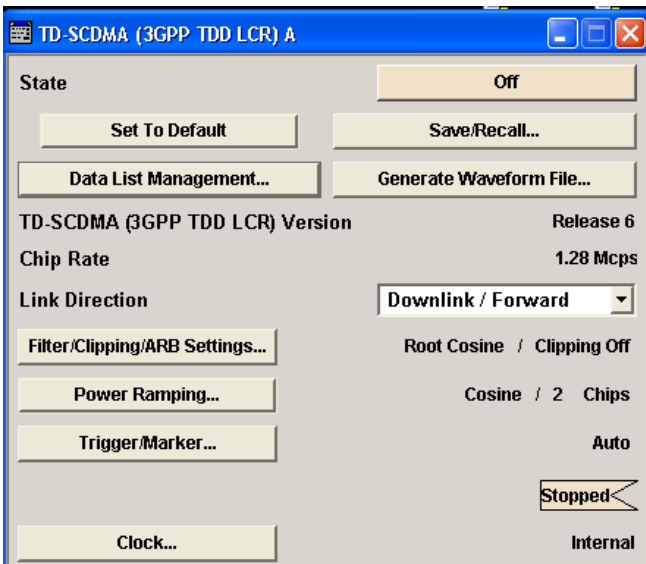 TD-SCDMA (3GPP TDD LCR) A
State Off
Set To Default Save/Recall...
Data List Management... Generate Waveform File...
TD-SCDMA (3GPP TDD LCR) Version Release 6
Chip Rate 1.28 Mcps
Link Direction Downlink / Forward
Filter/Clipping/ARB Settings... Root Cosine / Clipping Off
Power Ramping... Cosine / 2 Chips
Trigger/Marker... Auto
Stopped
Clock... Internal